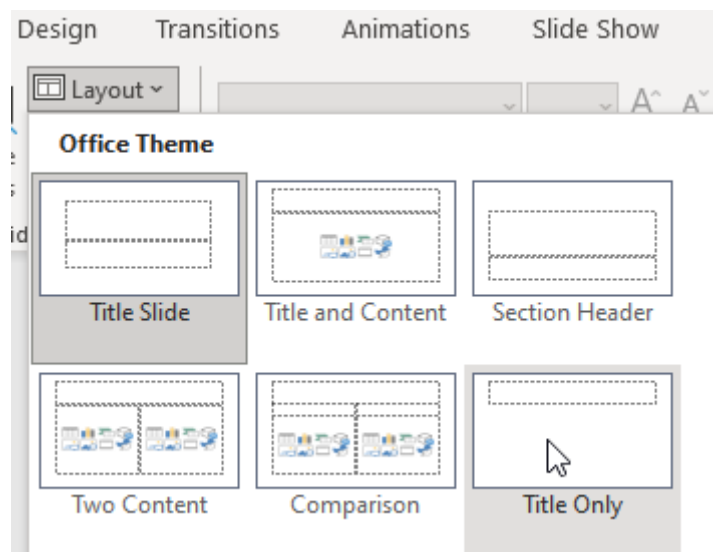 Design Transitions Animations Slide Show
Layout A A
Office Theme
Title Slide Title and Content Section Header
Two Content Comparison Title Only